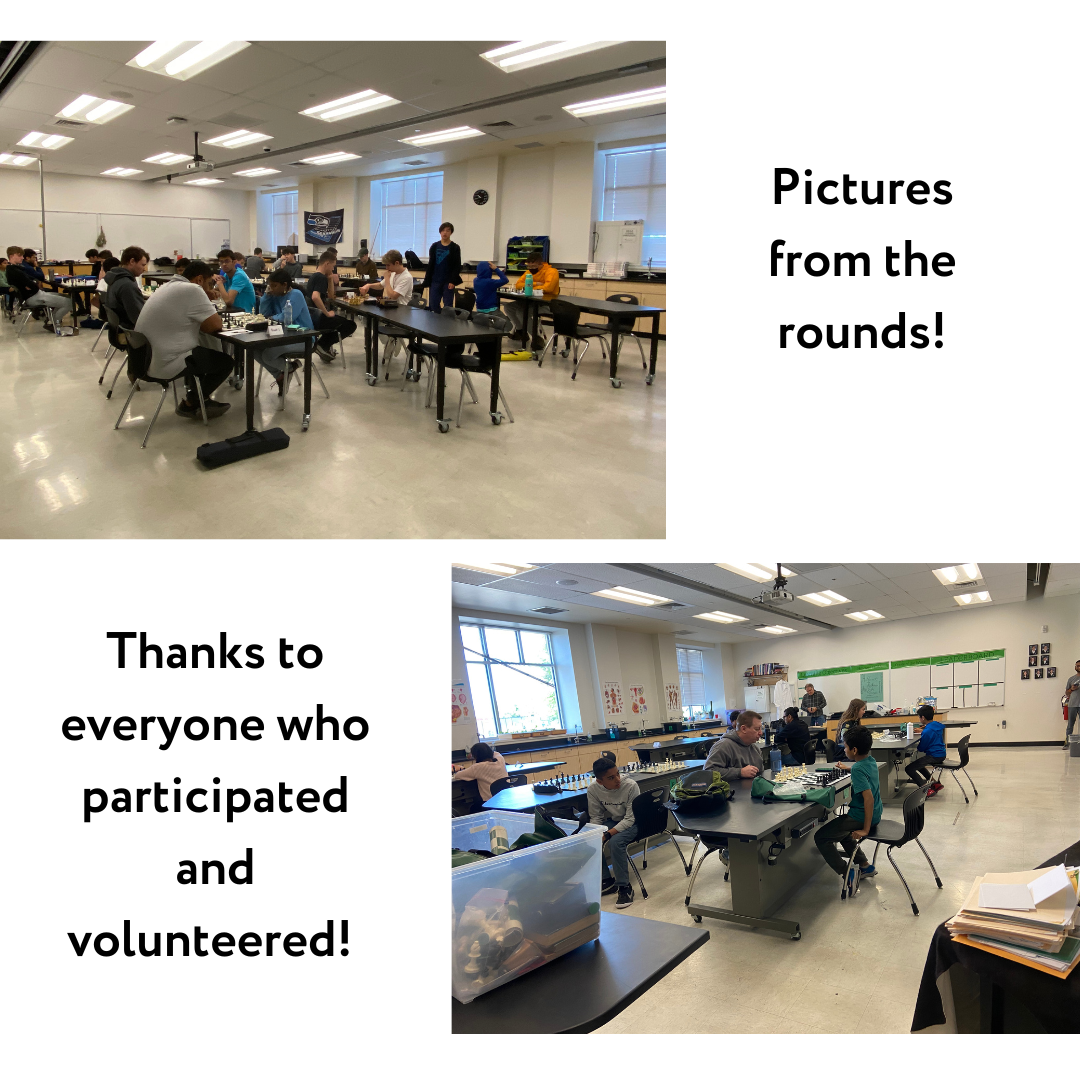 Pictures
from the
rounds!
Thanks to
everyone who
participated
and
volunteered!